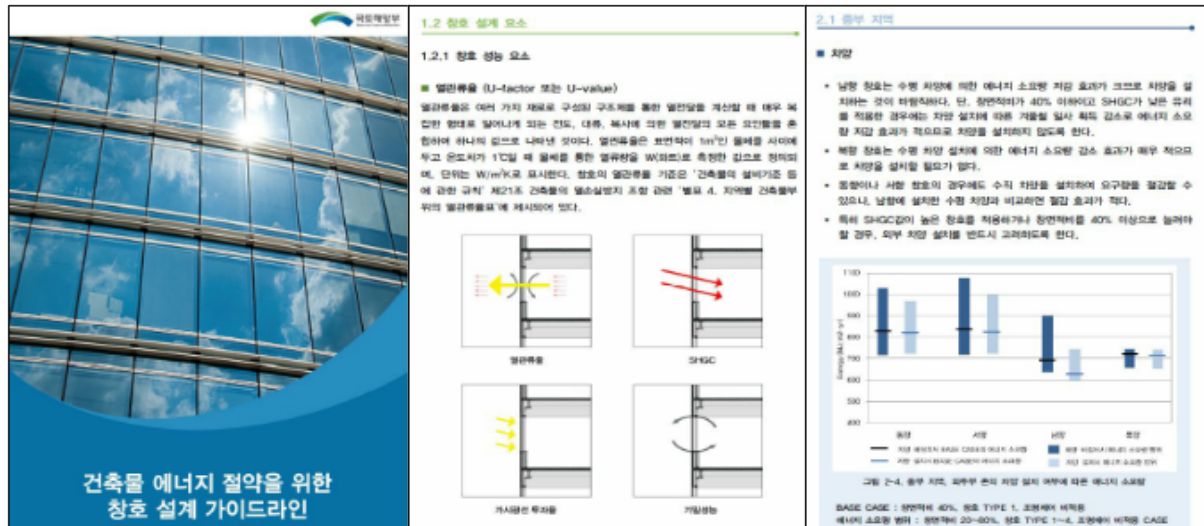 국토해양부
건축물 에너지 절약을 위한
창호 설계 가이드라인
1.2 창호 설계 요소
1.2.1 창호 성능 요소
■ 열관류율 (U-factor 또는 U-value)
열관류율은 여러 가지 재료로 구성된 구조체를 통한 열전달을 계산할 때 매우 복
잡한 형태로 일어나게 되는 전도, 대류, 복사에 의한 열전달의 모든 요인들을 혼
합하여 하나의 값으로 나타낸 것이다. 열관류율은 표면적이 1m²인 물체를 사이에
두고 온도차가 1℃일 때 물체를 통한 열류량을 W(와트)로 측정한 값으로 정의되
며, 단위는 W/m²K로 표시한다. 창호의 열관류율 기준은 '건축물의 설비기준 등
에 관한 규칙' 제21조 건축물의 열손실방지 조항 관련 '별표 4. 지역별 건축물부
위의 열관류율표'에 제시되어 있다.
열관류율
SHGC
가시광선 투과율
기밀성능
2.1 중부 지역
■ 차양
• 남향 창호는 수평 차양에 의한 에너지 소요량 저감 효과가 크므로 차양을 설
치하는 것이 바람직하다. 단, 창면적비가 40% 이하이고 SHGC가 낮은 유리
를 적용한 경우에는 차양 설치에 따른 겨울철 일사 획득 감소로 에너지 소요
량 저감 효과가 적으므로 차양을 설치하지 않도록 한다.
• 북향 창호는 차양 설치에 의한 에너지 소요량 감소 효과가 매우 적으므
로 차양을 설치할 필요가 없다.
• 동향이나 서향 창호의 경우에도 수직 차양을 설치하여 요구량을 절감할 수
있으나, 남향에 설치한 수평 차양과 비교하면 절감 효과가 적다.
• 특히 SHGC값이 높은 창호를 적용하거나 창면적비를 40% 이상으로 늘려야
할 경우, 외부 차양 설치를 반드시 고려하도록 한다.
1100
1000
900
800
700
600
500
400
동향
서향
남향
북향
그림 2-4. 중부 지역, 외주부 존의 차양 설치 여부에 따른 에너지 소요량
BASE CASE : 창면적비 40%, 창호 TYPE 1, 조명제어 비적용
에너지 소요량 범위 : 창면적비 20~80%, 창호 TYPE 1~4, 조명제어 비적용 CASE